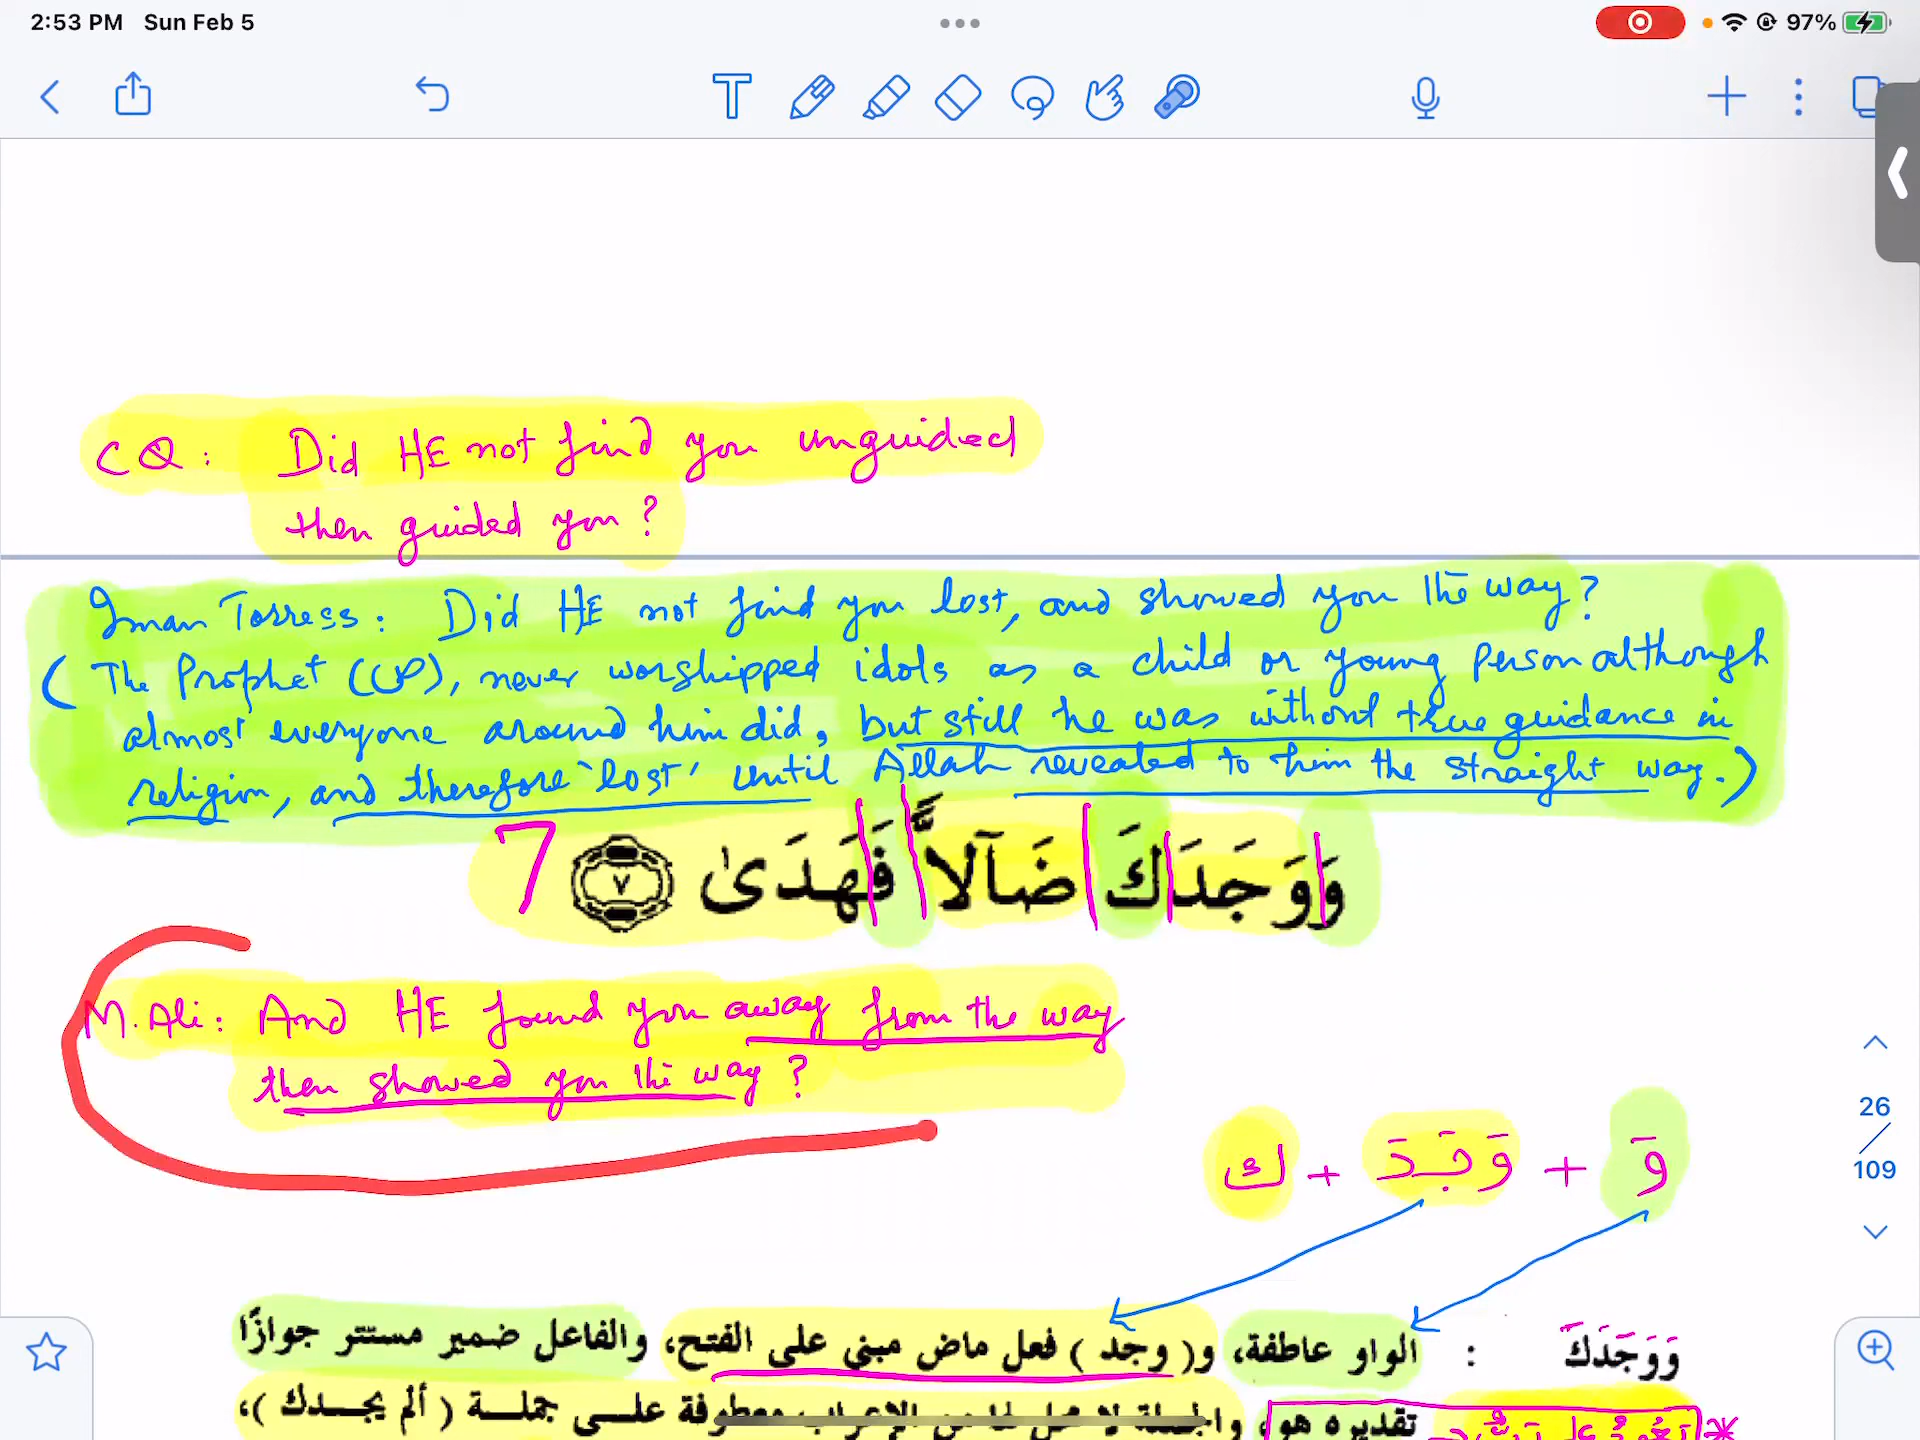 2:53 PM Sun Feb 5
97%
CQ: Did HE not find you unguided
then guided you?
Iman Torress: Did HE not find you lost, and showed you the way?
(The Prophet (ص), never worshipped idols as a child or young person although
almost everyone around him did, but still he was without true guidance in
religion, and therefore 'lost' until Allah revealed to him the straight way.)
وَوَجَدَكَ ضَآلًّا فَهَدَىٰ ٧ 7
M. Ali: And HE found you away from the way
then showed you the way?
26
109
وَ + وَجَدَ + ك
وَوَجَدَكَ : الواو عاطفة، و( وجد ) فعل ماض مبنى على الفتح، والفاعل ضمير مستتر جوازًا
تقديره هو، والجملة لا محل لها من الإعراب معطوفة على جملة ( ألم يجدك )،